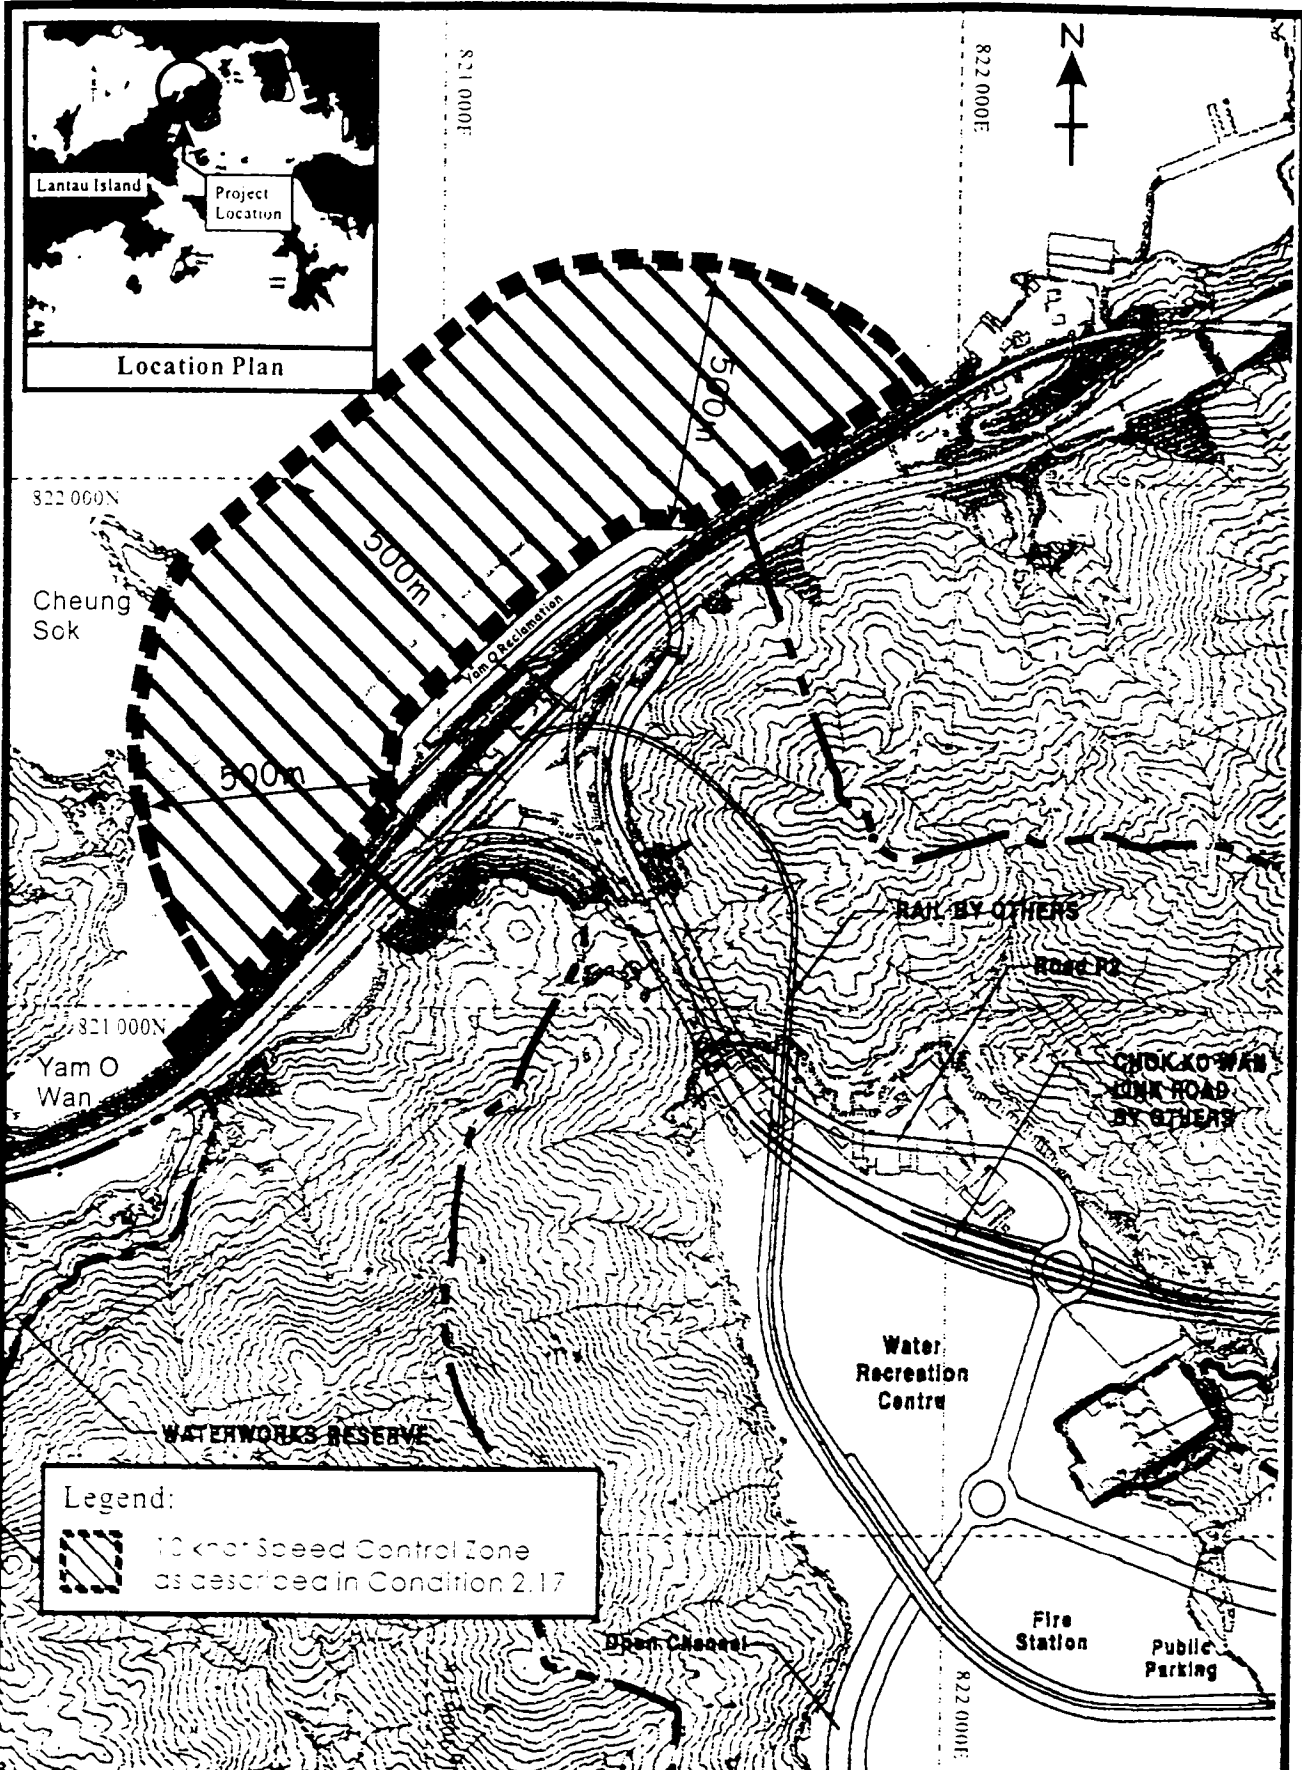 Lantau Island
Project
Location
Location Plan
821 000E
822 000E
N
500m
822 000N
500m
Cheung
Sok
Yam O Reclamation
500m
RAIL BY OTHERS
Road P2
821 000N
Yam O
Wan
CHOK KO WAN
LINK ROAD
BY OTHERS
Water
Recreation
Centre
WATERWORKS RESERVE
Legend:
10 knot Speed Control Zone
as described in Condition 2.17
Fire
Station
Open Channel
Public
Parking
822 000E